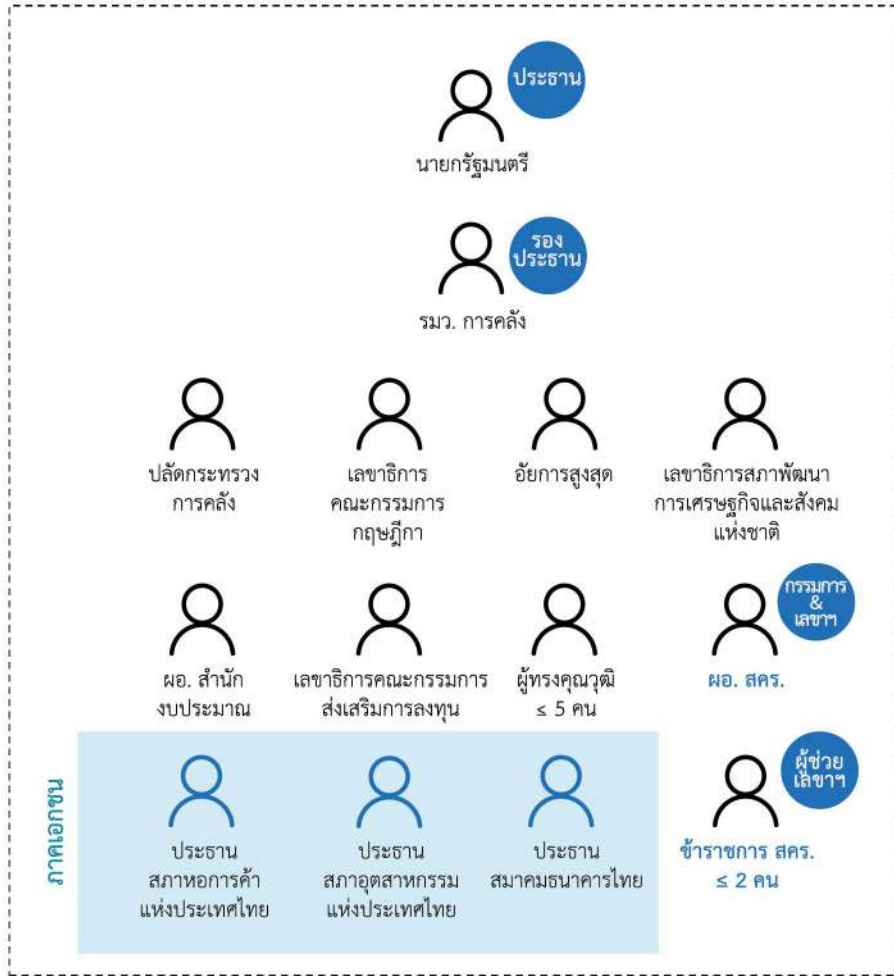 ประธาน
นายกรัฐมนตรี
รอง
ประธาน
รมว. การคลัง
ปลัดกระทรวง
การคลัง
เลขาธิการ
คณะกรรมการ
กฤษฎีกา
อัยการสูงสุด
เลขาธิการสภาพัฒนา
การเศรษฐกิจและสังคม
แห่งชาติ
ผอ. สำนัก
งบประมาณ
เลขาธิการคณะกรรมการ
ส่งเสริมการลงทุน
ผู้ทรงคุณวุฒิ
≤ 5 คน
กรรมการ
&
เลขาฯ
ผอ. สคร.
ภาคเอกชน
ประธาน
สภาหอการค้า
แห่งประเทศไทย
ประธาน
สภาอุตสาหกรรม
แห่งประเทศไทย
ประธาน
สมาคมธนาคารไทย
ผู้ช่วย
เลขาฯ
ข้าราชการ สคร.
≤ 2 คน